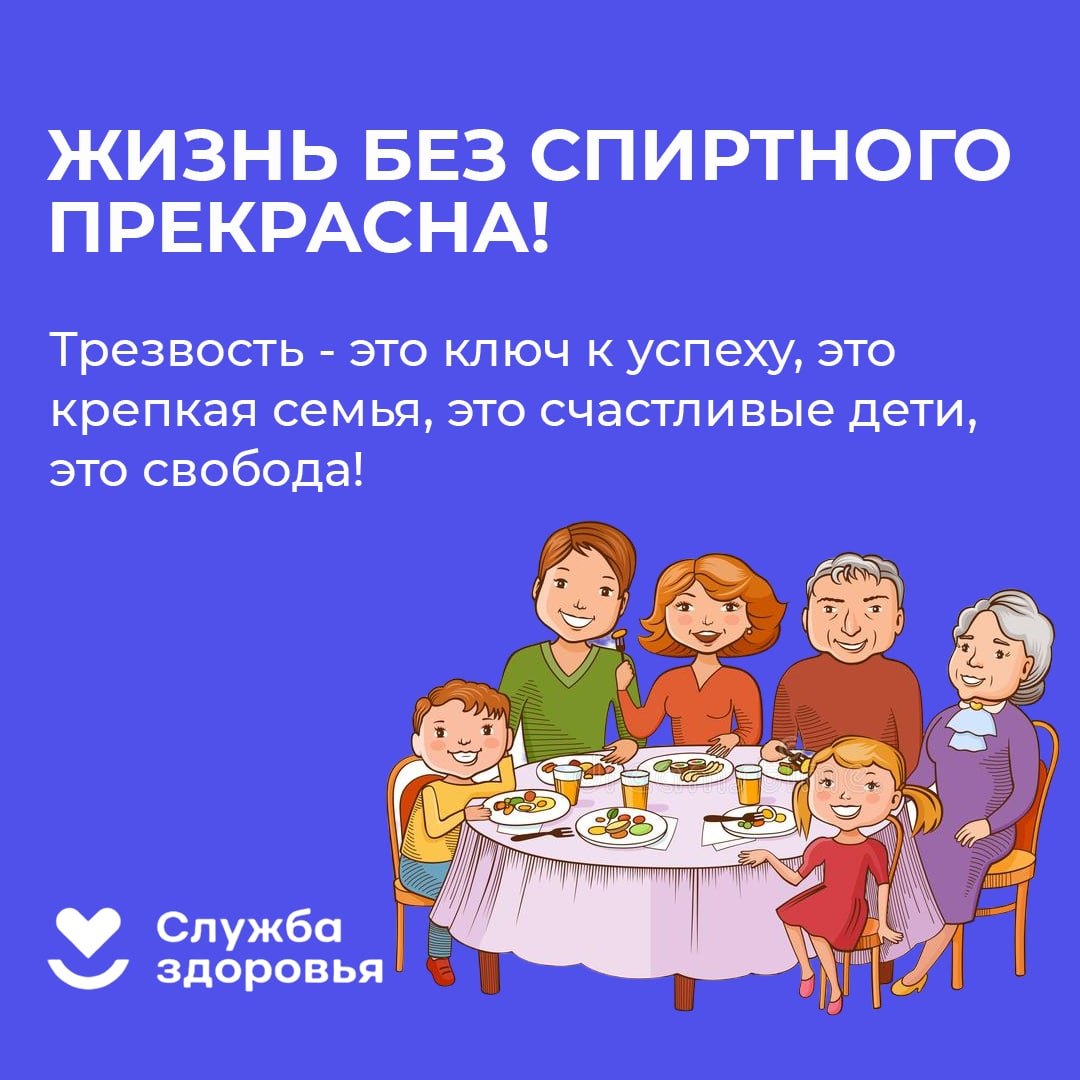 ЖИЗНЬ БЕЗ СПИРТНОГО
ПРЕКРАСНА!
Трезвость - это ключ к успеху, это
крепкая семья, это счастливые дети,
это свобода!
Служба
здоровья